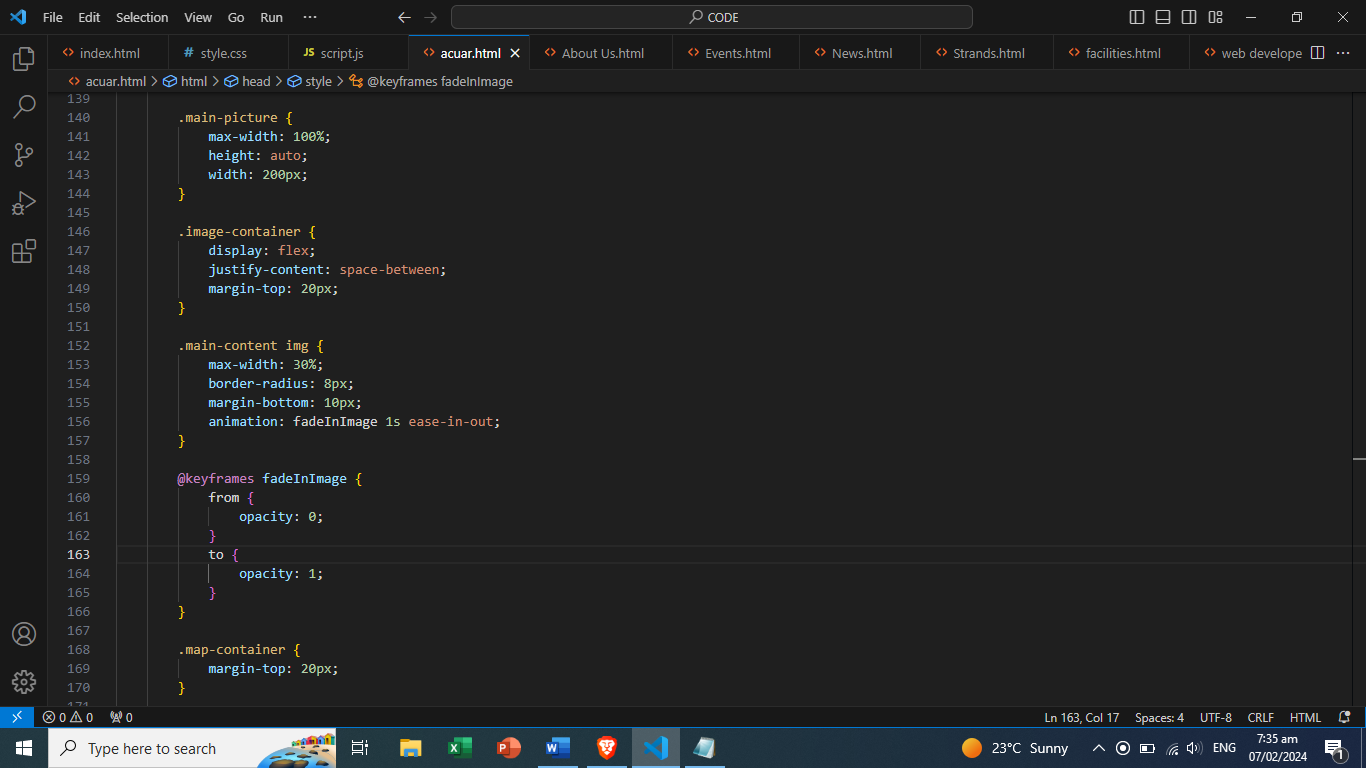 File Edit Selection View Go Run ··· CODE
index.html # style.css JS script.js acuar.html About Us.html Events.html News.html Strands.html facilities.html web develope ···
acuar.html > html > head > style > @keyframes fadeInImage
139
140 .main-picture {
141 max-width: 100%;
142 height: auto;
143 width: 200px;
144 }
145
146 .image-container {
147 display: flex;
148 justify-content: space-between;
149 margin-top: 20px;
150 }
151
152 .main-content img {
153 max-width: 30%;
154 border-radius: 8px;
155 margin-bottom: 10px;
156 animation: fadeInImage 1s ease-in-out;
157 }
158
159 @keyframes fadeInImage {
160 from {
161 opacity: 0;
162 }
163 to {
164 opacity: 1;
165 }
166 }
167
168 .map-container {
169 margin-top: 20px;
170 }
171
0 0 0 Ln 163, Col 17 Spaces: 4 UTF-8 CRLF HTML
Type here to search 23°C Sunny ENG 7:35 am
07/02/2024 1